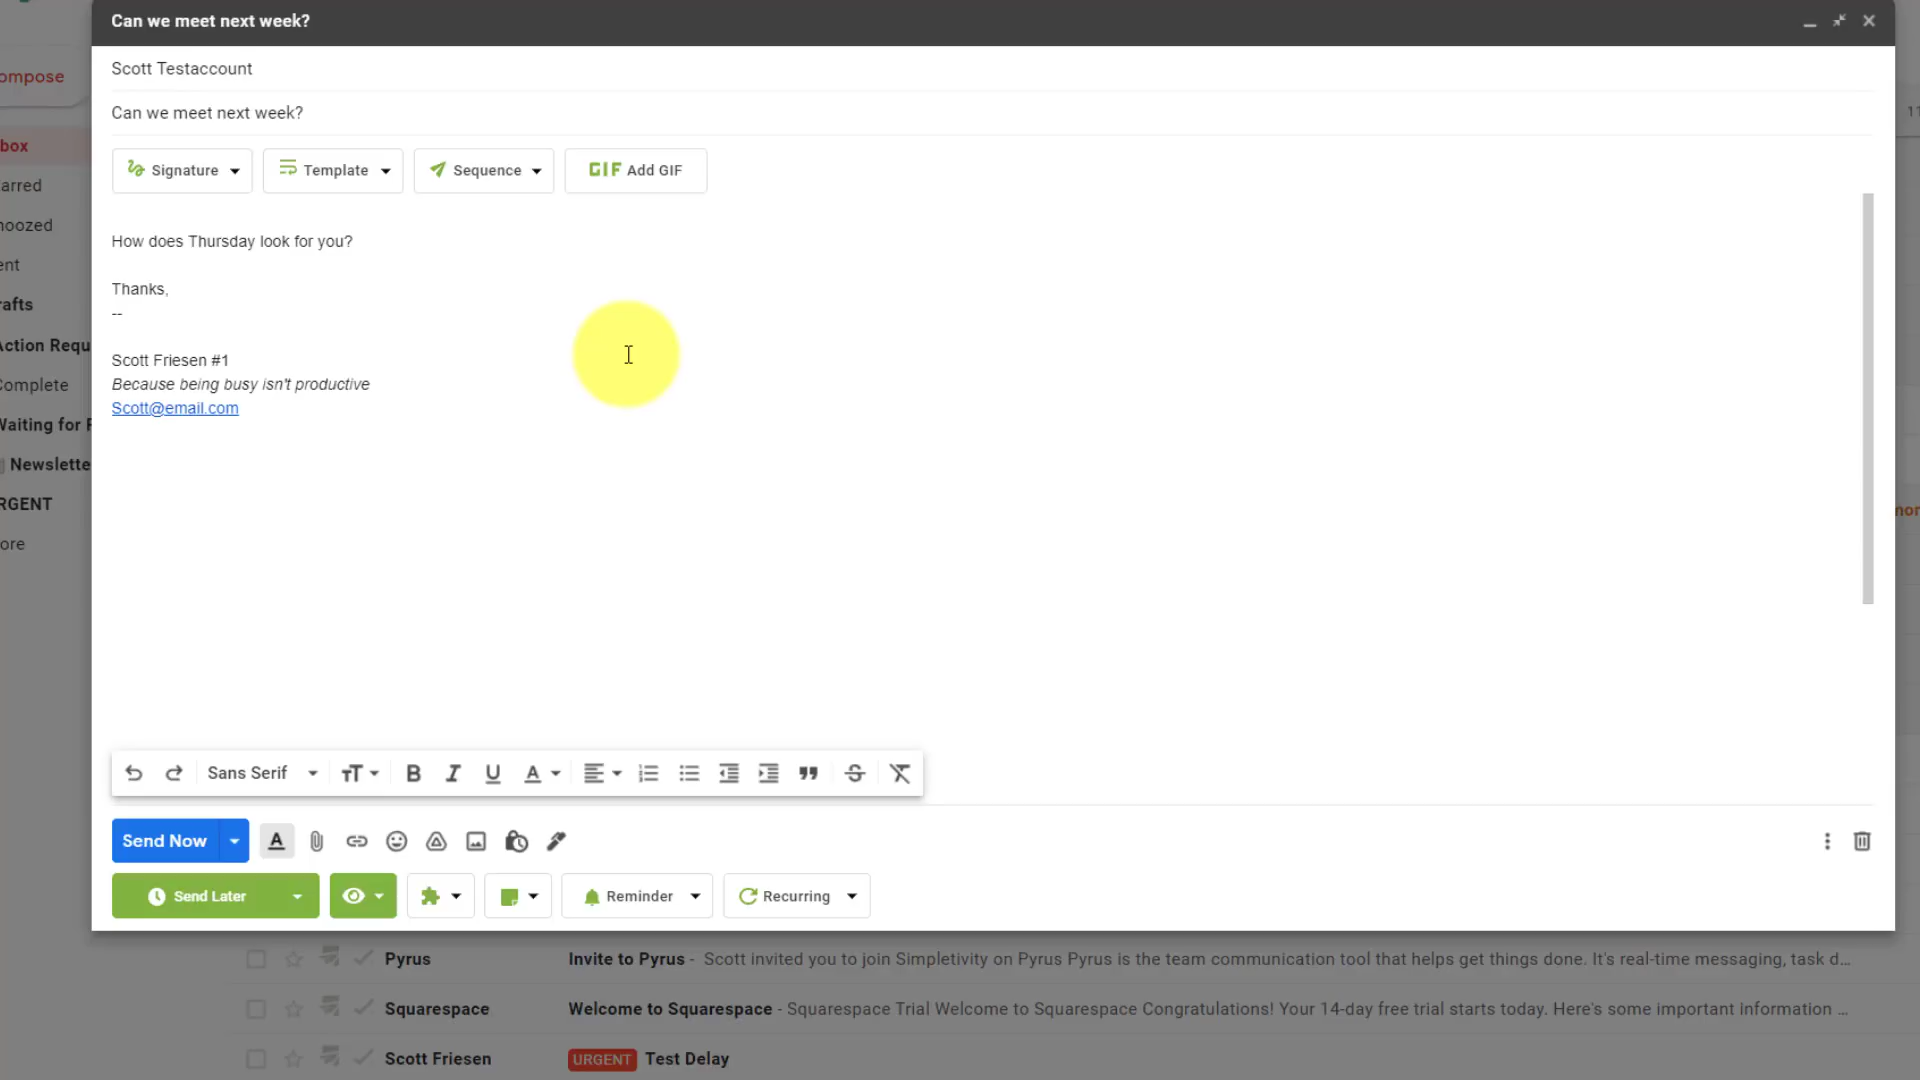 Can we meet next week?
Scott Testaccount
Can we meet next week?
Signature Template Sequence GIF Add GIF
How does Thursday look for you?
Thanks,
--
Scott Friesen #1
Because being busy isn't productive
Scott@email.com
ompose
box
arred
noozed
ent
rafts
Action Requ
Complete
Waiting for F
Newslette
RGENT
ore
11
mor
Sans Serif
Send Now
Send Later Reminder Recurring
Pyrus Invite to Pyrus - Scott invited you to join Simpletivity on Pyrus Pyrus is the team communication tool that helps get things done. It's real-time messaging, task d...
Squarespace Welcome to Squarespace - Squarespace Trial Welcome to Squarespace Congratulations! Your 14-day free trial starts today. Here's some important information ...
Scott Friesen URGENT Test Delay